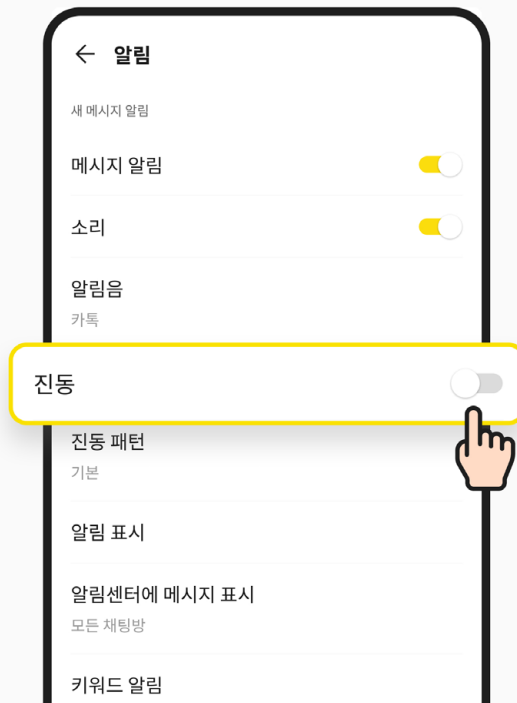 알림
새 메시지 알림
메시지 알림
소리
알림음
카톡
진동
진동 패턴
기본
알림 표시
알림센터에 메시지 표시
모든 채팅방
키워드 알림